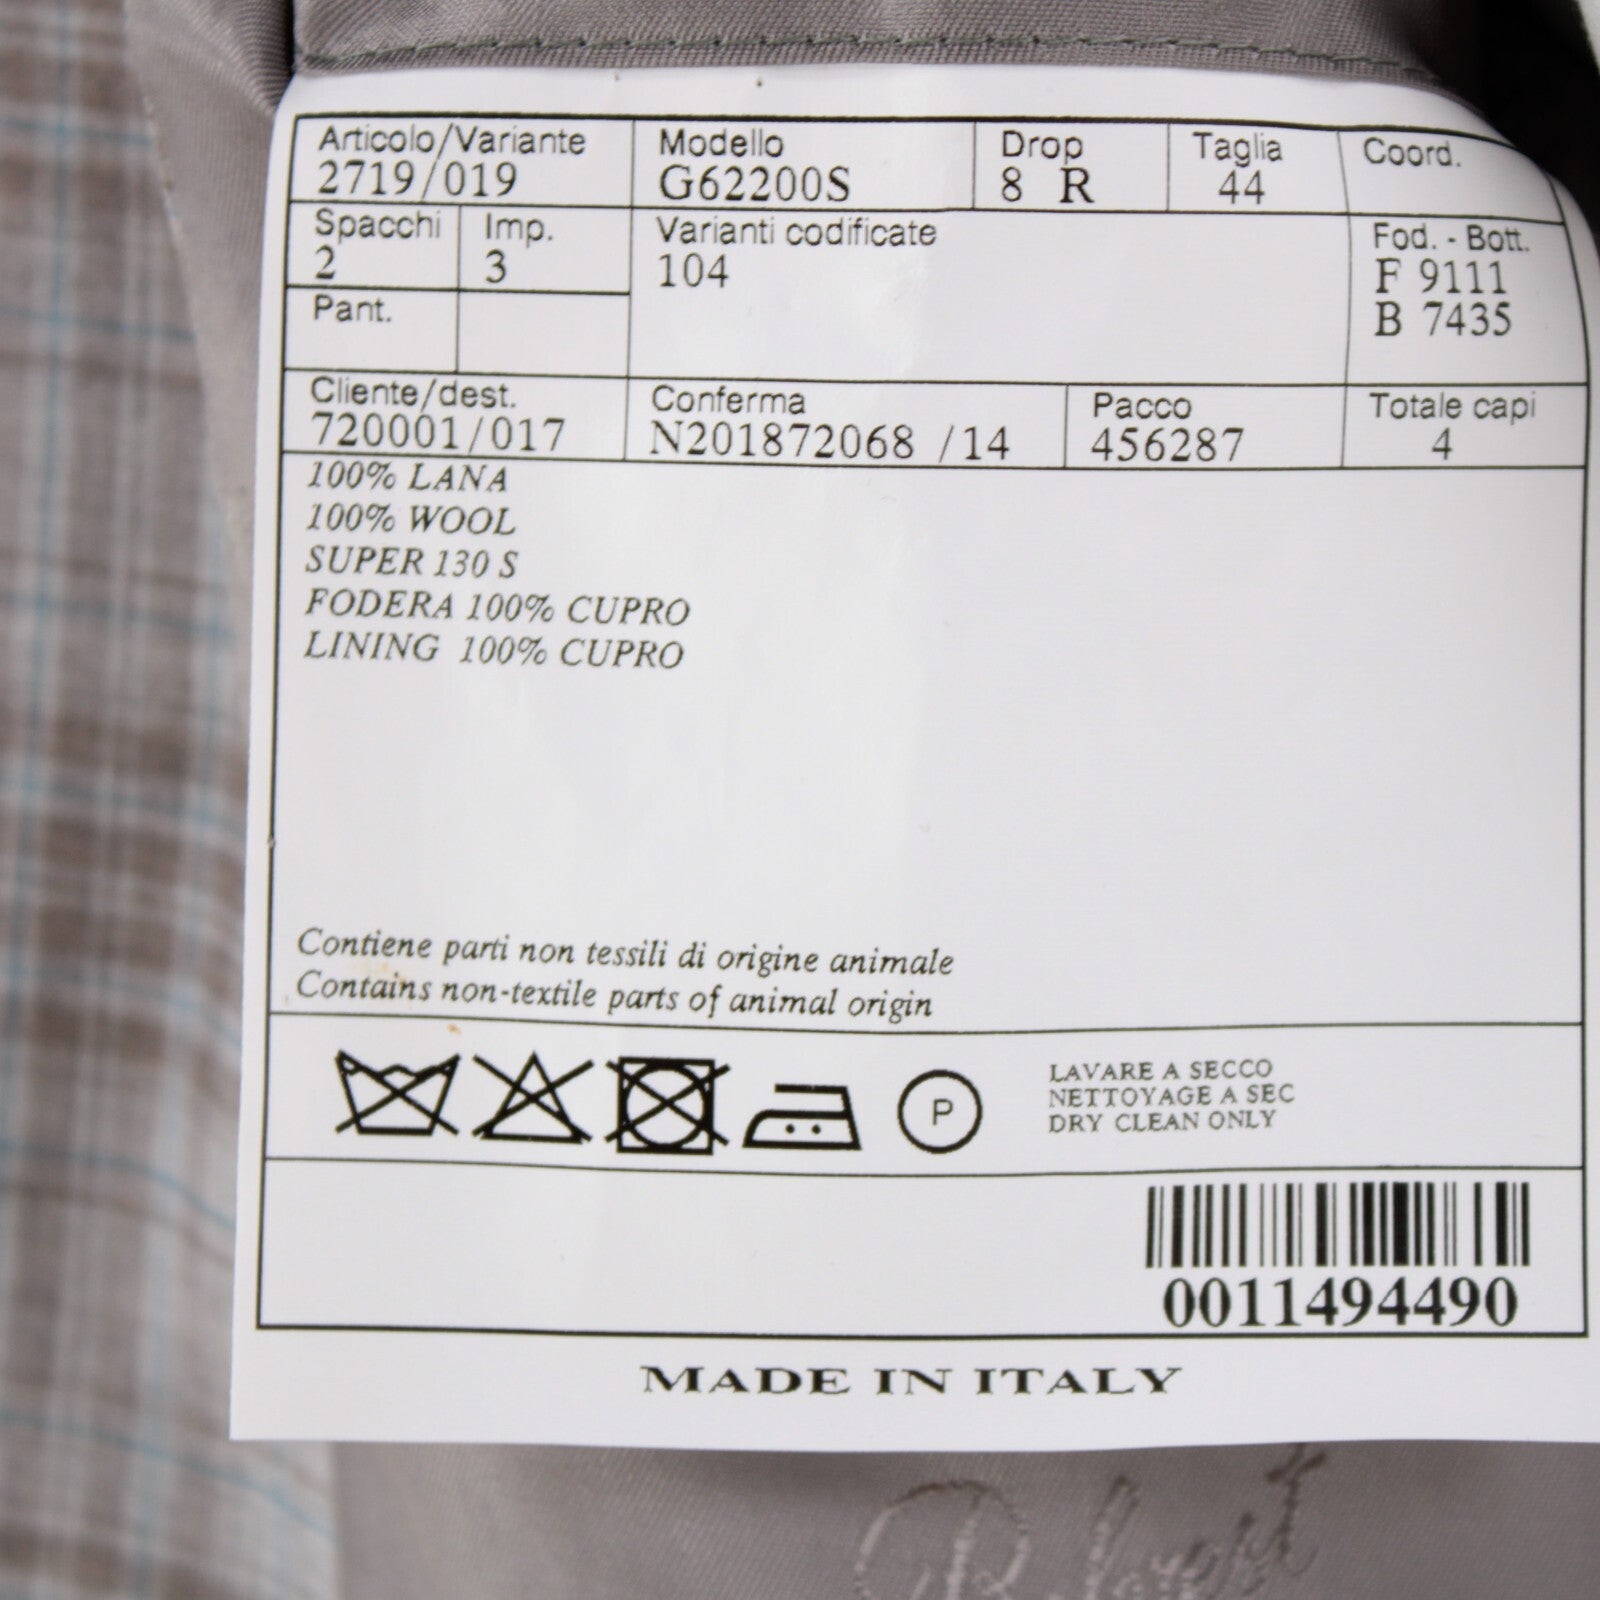 Articolo/Variante Modello Drop Taglia Coord.
2719/019 G62200S 8 R 44
Spacchi Imp. Varianti codificate Fod. - Bott.
2 3 104 F 9111
Pant. B 7435
Cliente/dest. Conferma Pacco Totale capi
720001/017 N201872068 /14 456287 4
100% LANA
100% WOOL
SUPER 130 S
FODERA 100% CUPRO
LINING 100% CUPRO
Contiene parti non tessili di origine animale
Contains non-textile parts of animal origin
P
LAVARE A SECCO
NETTOYAGE A SEC
DRY CLEAN ONLY
0011494490
MADE IN ITALY